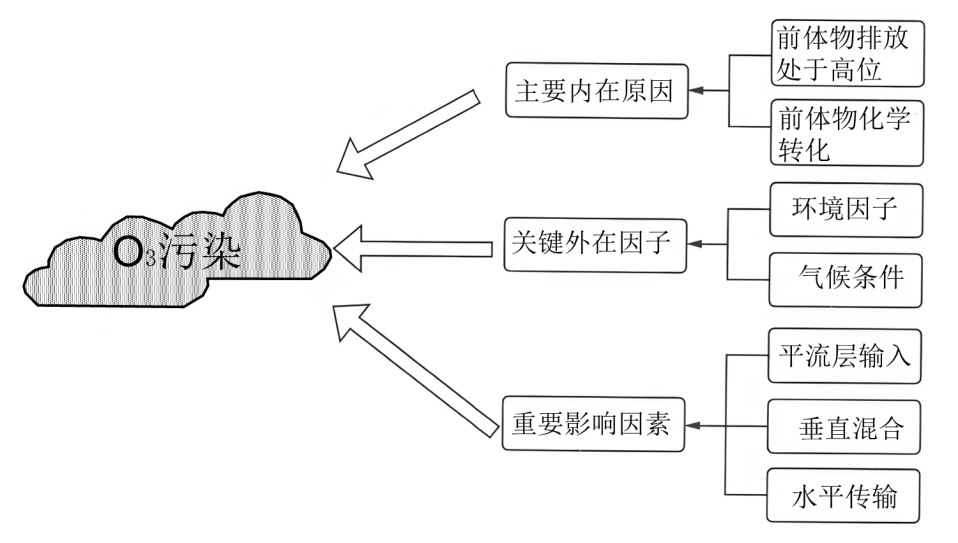 前体物排放
处于高位
主要内在原因
前体物化学
转化
环境因子
O₃污染
关键外在因子
气候条件
平流层输入
重要影响因素
垂直混合
水平传输